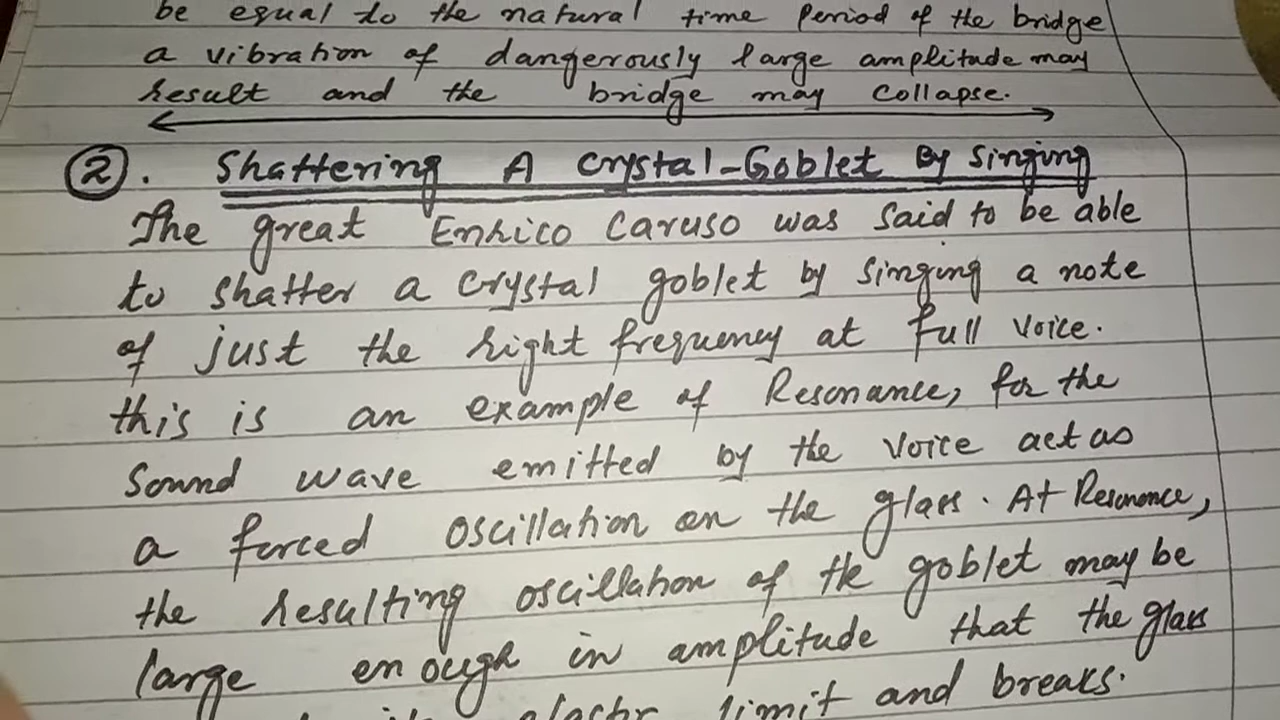 be equal to the natural time Period of the bridge
a vibration of dangerously large amplitude may
result and the bridge may collapse.
2. Shattering A Crystal-Goblet By Singing
The great Enrico Caruso was said to be able
to shatter a crystal goblet by singing a note
of just the right frequency at full voice.
this is an example of Resonance, for the
Sound wave emitted by the voice act as
a forced oscillation on the glass. At Resonance,
the resulting oscillation of the goblet may be
large enough in amplitude that the glass
limit and breaks.